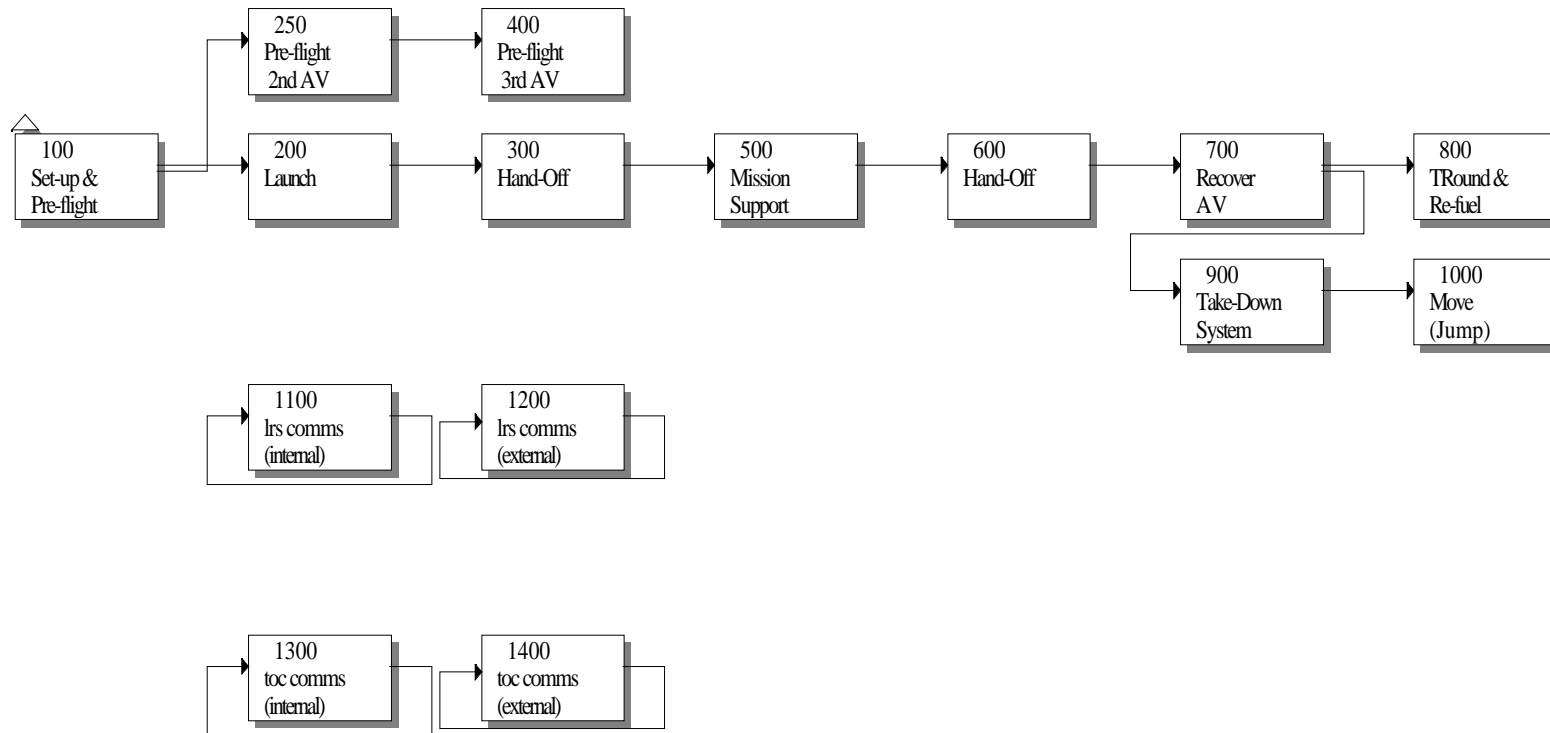 250
Pre-flight
2nd AV
400
Pre-flight
3rd AV
100
Set-up &
Pre-flight
200
Launch
300
Hand-Off
500
Mission
Support
600
Hand-Off
700
Recover
AV
800
TRound &
Re-fuel
900
Take-Down
System
1000
Move
(Jump)
1100
lrs comms
(internal)
1200
lrs comms
(external)
1300
toc comms
(internal)
1400
toc comms
(external)